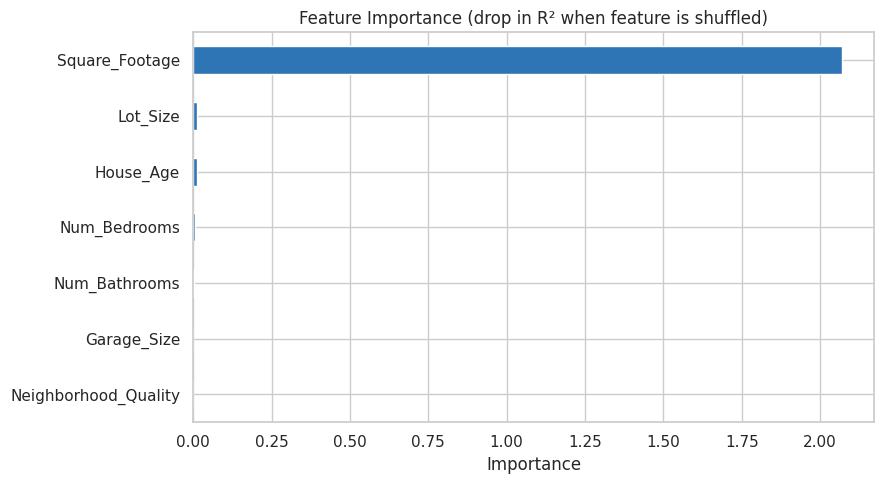 Feature Importance (drop in R² when feature is shuffled)
Square_Footage
Lot_Size
House_Age
Num_Bedrooms
Num_Bathrooms
Garage_Size
Neighborhood_Quality
0.00 0.25 0.50 0.75 1.00 1.25 1.50 1.75 2.00
Importance